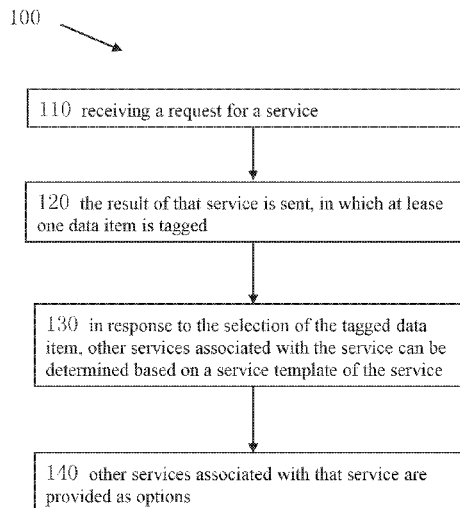 100
110 receiving a request for a service
120 the result of that service is sent, in which at lease
one data item is tagged
130 in response to the selection of the tagged data
item, other services associated with the service can be
determined based on a service template of the service
140 other services associated with that service are
provided as options